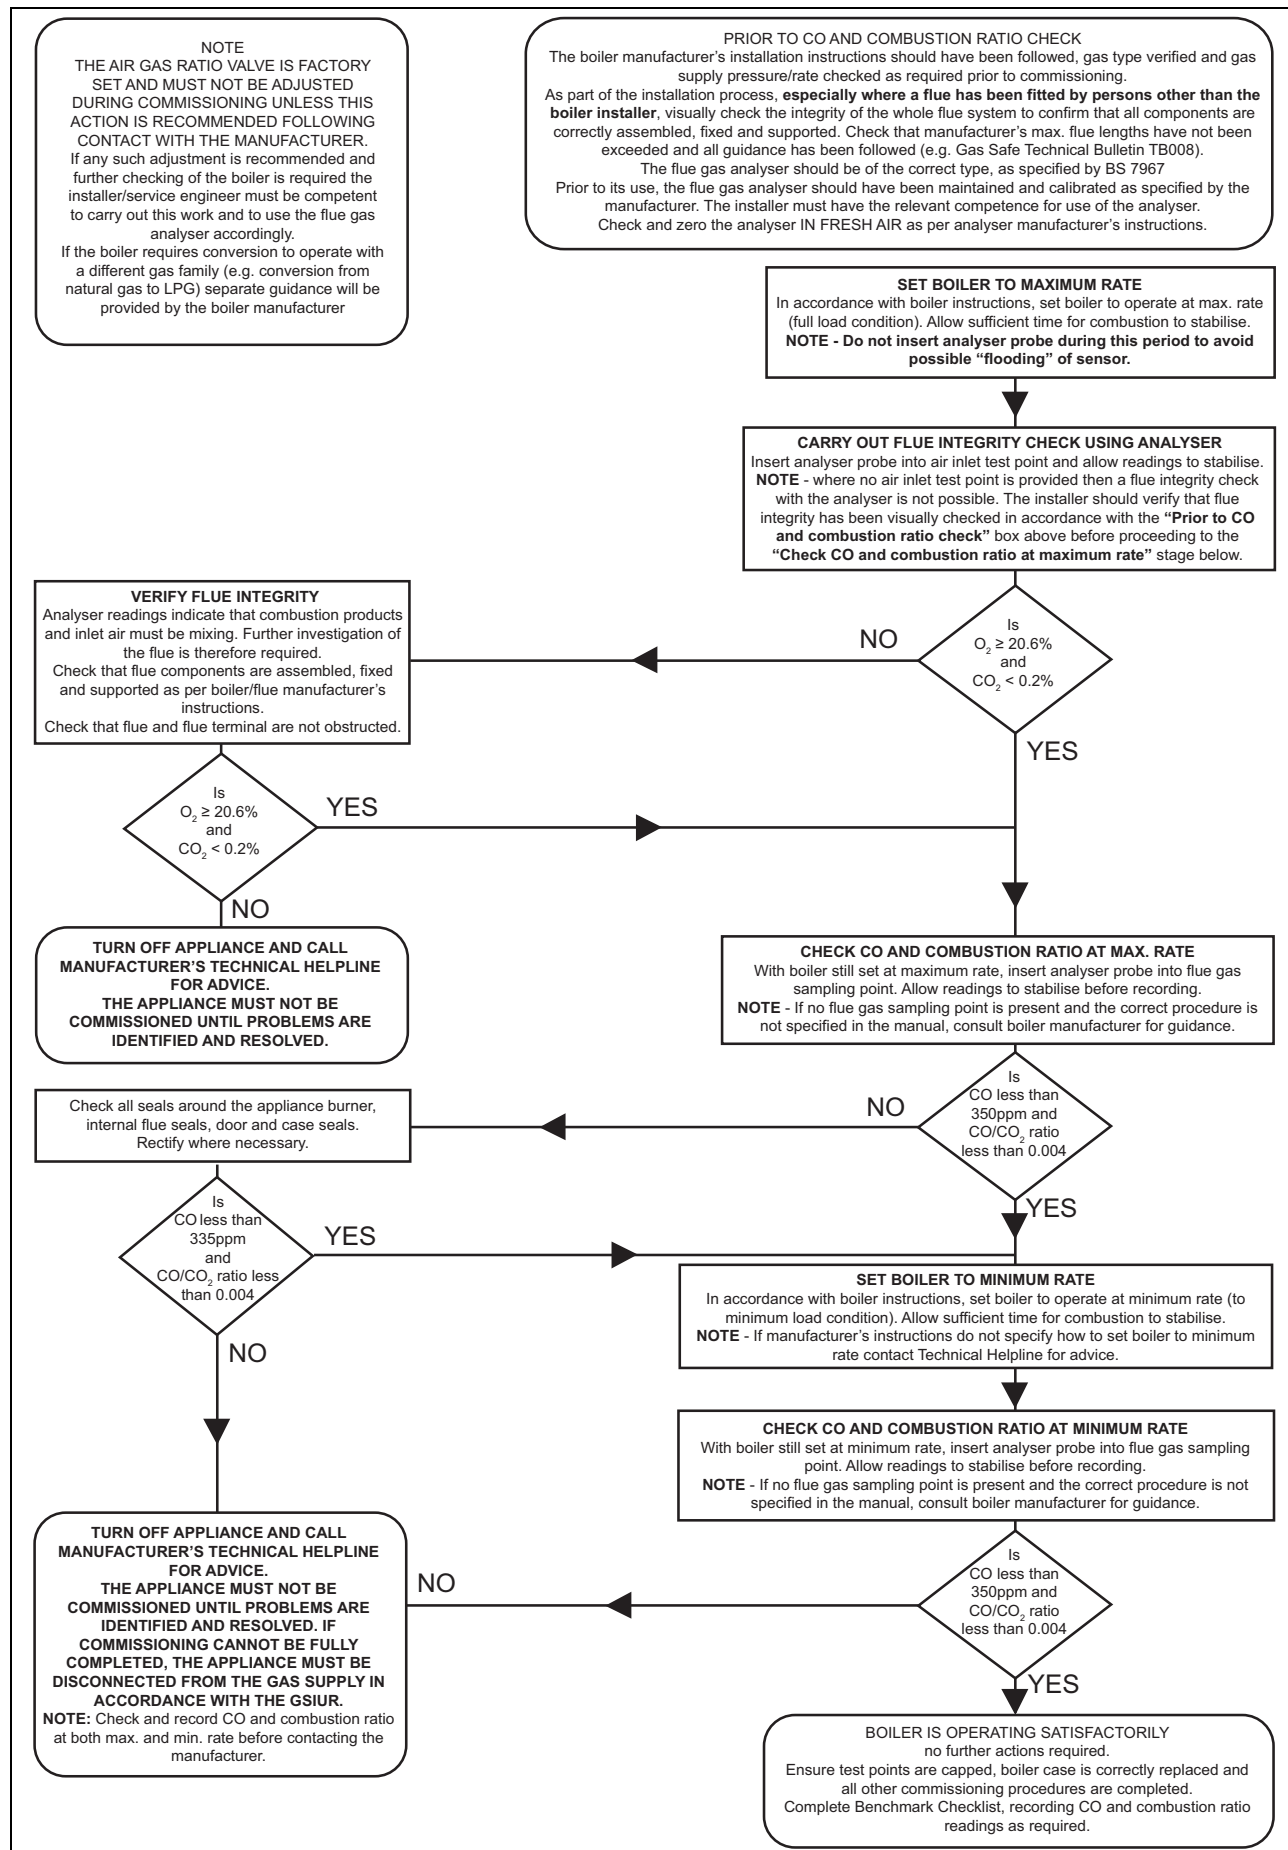 NOTE
THE AIR GAS RATIO VALVE IS FACTORY
SET AND MUST NOT BE ADJUSTED
DURING COMMISSIONING UNLESS THIS
ACTION IS RECOMMENDED FOLLOWING
CONTACT WITH THE MANUFACTURER.
If any such adjustment is recommended and
further checking of the boiler is required the
installer/service engineer must be competent
to carry out this work and to use the flue gas
analyser accordingly.
If the boiler requires conversion to operate with
a different gas family (e.g. conversion from
natural gas to LPG) separate guidance will be
provided by the boiler manufacturer
PRIOR TO CO AND COMBUSTION RATIO CHECK
The boiler manufacturer's installation instructions should have been followed, gas type verified and gas
supply pressure/rate checked as required prior to commissioning.
As part of the installation process, especially where a flue has been fitted by persons other than the
boiler installer, visually check the integrity of the whole flue system to confirm that all components are
correctly assembled, fixed and supported. Check that manufacturer's max. flue lengths have not been
exceeded and all guidance has been followed (e.g. Gas Safe Technical Bulletin TB008).
The flue gas analyser should be of the correct type, as specified by BS 7967
Prior to its use, the flue gas analyser should have been maintained and calibrated as specified by the
manufacturer. The installer must have the relevant competence for use of the analyser.
Check and zero the analyser IN FRESH AIR as per analyser manufacturer's instructions.
SET BOILER TO MAXIMUM RATE
In accordance with boiler instructions, set boiler to operate at max. rate
(full load condition). Allow sufficient time for combustion to stabilise.
NOTE - Do not insert analyser probe during this period to avoid
possible “flooding” of sensor.
CARRY OUT FLUE INTEGRITY CHECK USING ANALYSER
Insert analyser probe into air inlet test point and allow readings to stabilise.
NOTE - where no air inlet test point is provided then a flue integrity check
with the analyser is not possible. The installer should verify that flue
integrity has been visually checked in accordance with the “Prior to CO
and combustion ratio check” box above before proceeding to the
“Check CO and combustion ratio at maximum rate” stage below.
Is
O₂ ≥ 20.6%
and
CO₂ < 0.2%
NO
YES
VERIFY FLUE INTEGRITY
Analyser readings indicate that combustion products
and inlet air must be mixing. Further investigation of
the flue is therefore required.
Check that flue components are assembled, fixed
and supported as per boiler/flue manufacturer's
instructions.
Check that flue and flue terminal are not obstructed.
Is
O₂ ≥ 20.6%
and
CO₂ < 0.2%
YES
NO
TURN OFF APPLIANCE AND CALL
MANUFACTURER'S TECHNICAL HELPLINE
FOR ADVICE.
THE APPLIANCE MUST NOT BE
COMMISSIONED UNTIL PROBLEMS ARE
IDENTIFIED AND RESOLVED.
CHECK CO AND COMBUSTION RATIO AT MAX. RATE
With boiler still set at maximum rate, insert analyser probe into flue gas
sampling point. Allow readings to stabilise before recording.
NOTE - If no flue gas sampling point is present and the correct procedure is
not specified in the manual, consult boiler manufacturer for guidance.
Is
CO less than
350ppm and
CO/CO₂ ratio
less than 0.004
NO
YES
Check all seals around the appliance burner,
internal flue seals, door and case seals.
Rectify where necessary.
Is
CO less than
335ppm
and
CO/CO₂ ratio less
than 0.004
YES
NO
SET BOILER TO MINIMUM RATE
In accordance with boiler instructions, set boiler to operate at minimum rate (to
minimum load condition). Allow sufficient time for combustion to stabilise.
NOTE - If manufacturer's instructions do not specify how to set boiler to minimum
rate contact Technical Helpline for advice.
CHECK CO AND COMBUSTION RATIO AT MINIMUM RATE
With boiler still set at minimum rate, insert analyser probe into flue gas sampling
point. Allow readings to stabilise before recording.
NOTE - If no flue gas sampling point is present and the correct procedure is not
specified in the manual, consult boiler manufacturer for guidance.
Is
CO less than
350ppm and
CO/CO₂ ratio
less than 0.004
NO
YES
TURN OFF APPLIANCE AND CALL
MANUFACTURER'S TECHNICAL HELPLINE
FOR ADVICE.
THE APPLIANCE MUST NOT BE
COMMISSIONED UNTIL PROBLEMS ARE
IDENTIFIED AND RESOLVED. IF
COMMISSIONING CANNOT BE FULLY
COMPLETED, THE APPLIANCE MUST BE
DISCONNECTED FROM THE GAS SUPPLY IN
ACCORDANCE WITH THE GSIUR.
NOTE: Check and record CO and combustion ratio
at both max. and min. rate before contacting the
manufacturer.
BOILER IS OPERATING SATISFACTORILY
no further actions required.
Ensure test points are capped, boiler case is correctly replaced and
all other commissioning procedures are completed.
Complete Benchmark Checklist, recording CO and combustion ratio
readings as required.